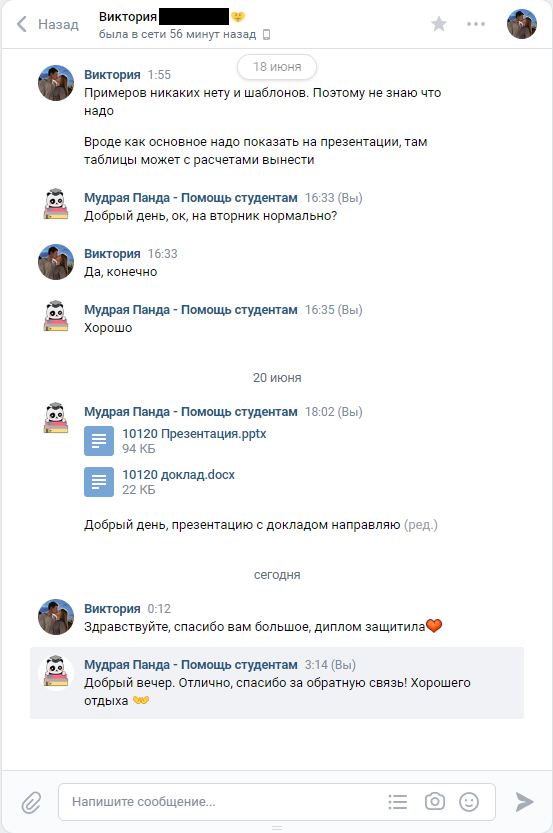 Назад
Виктория
была в сети 56 минут назад
18 июня
Виктория 1:55
Примеров никаких нету и шаблонов. Поэтому не знаю что
надо
Вроде как основное надо показать на презентации, там
таблицы может с расчетами вынести
Мудрая Панда - Помощь студентам 16:33 (Вы)
Добрый день, ок, на вторник нормально?
Виктория 16:33
Да, конечно
Мудрая Панда - Помощь студентам 16:35 (Вы)
Хорошо
20 июня
Мудрая Панда - Помощь студентам 18:02 (Вы)
10120 Презентация.pptx
94 КБ
10120 доклад.docx
22 КБ
Добрый день, презентацию с докладом направляю (ред.)
сегодня
Виктория 0:12
Здравствуйте, спасибо вам большое, диплом защитила❤️
Мудрая Панда - Помощь студентам 3:14 (Вы)
Добрый вечер. Отлично, спасибо за обратную связь! Хорошего
отдыха 🤝
Напишите сообщение...